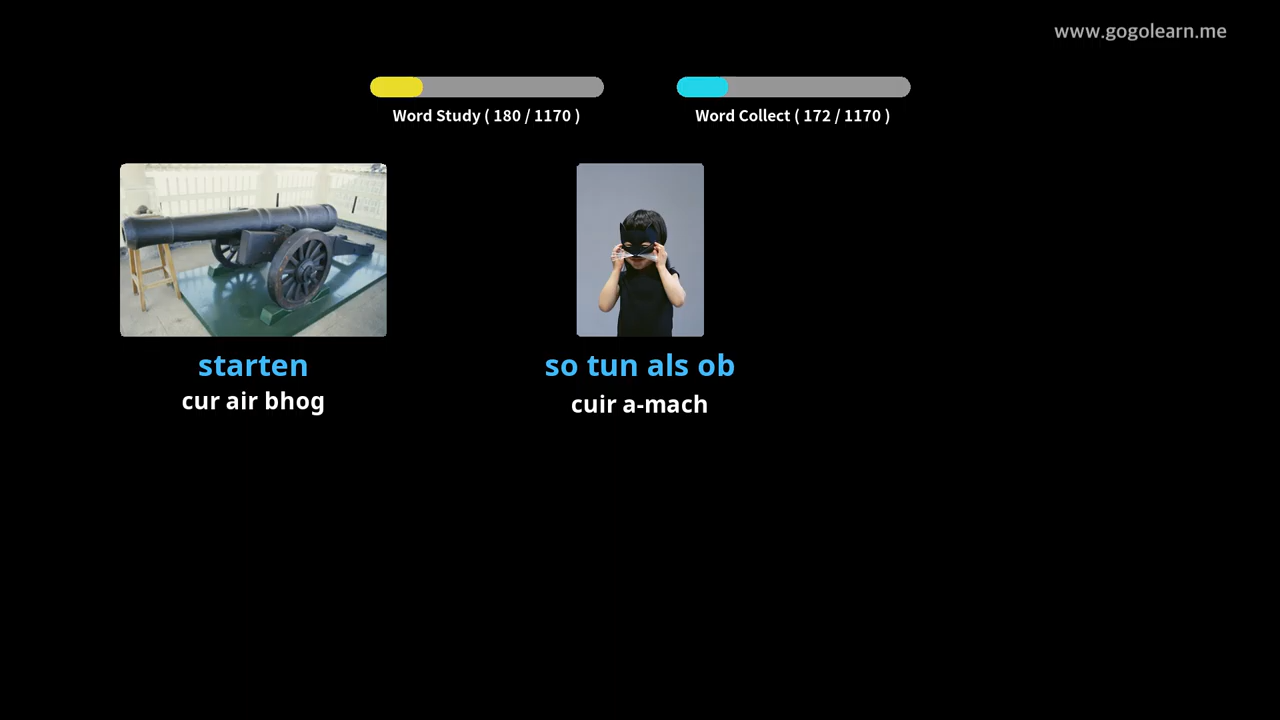 www.gogolearn.me
Word Study ( 180 / 1170 )
Word Collect ( 172 / 1170 )
starten
cur air bhog
so tun als ob
cuir a-mach